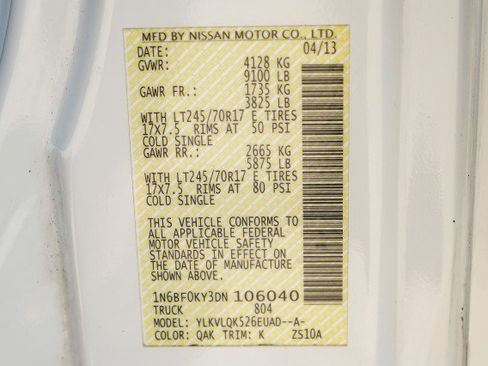 MFD BY NISSAN MOTOR CO., LTD.
DATE: 04/13
GVWR: 4128 KG
9100 LB
GAWR FR.: 1735 KG
3825 LB
WITH LT245/70R17 E TIRES
17X7.5 RIMS AT 50 PSI
COLD SINGLE
GAWR RR.: 2665 KG
5875 LB
WITH LT245/70R17 E TIRES
17X7.5 RIMS AT 80 PSI
COLD SINGLE
THIS VEHICLE CONFORMS TO
ALL APPLICABLE FEDERAL
MOTOR VEHICLE SAFETY
STANDARDS IN EFFECT ON
THE DATE OF MANUFACTURE
SHOWN ABOVE.
1N6BF0KY3DN 106040
TRUCK 804
MODEL: YLKVLQK526EUAD--A-
COLOR: QAK TRIM: K ZS10A